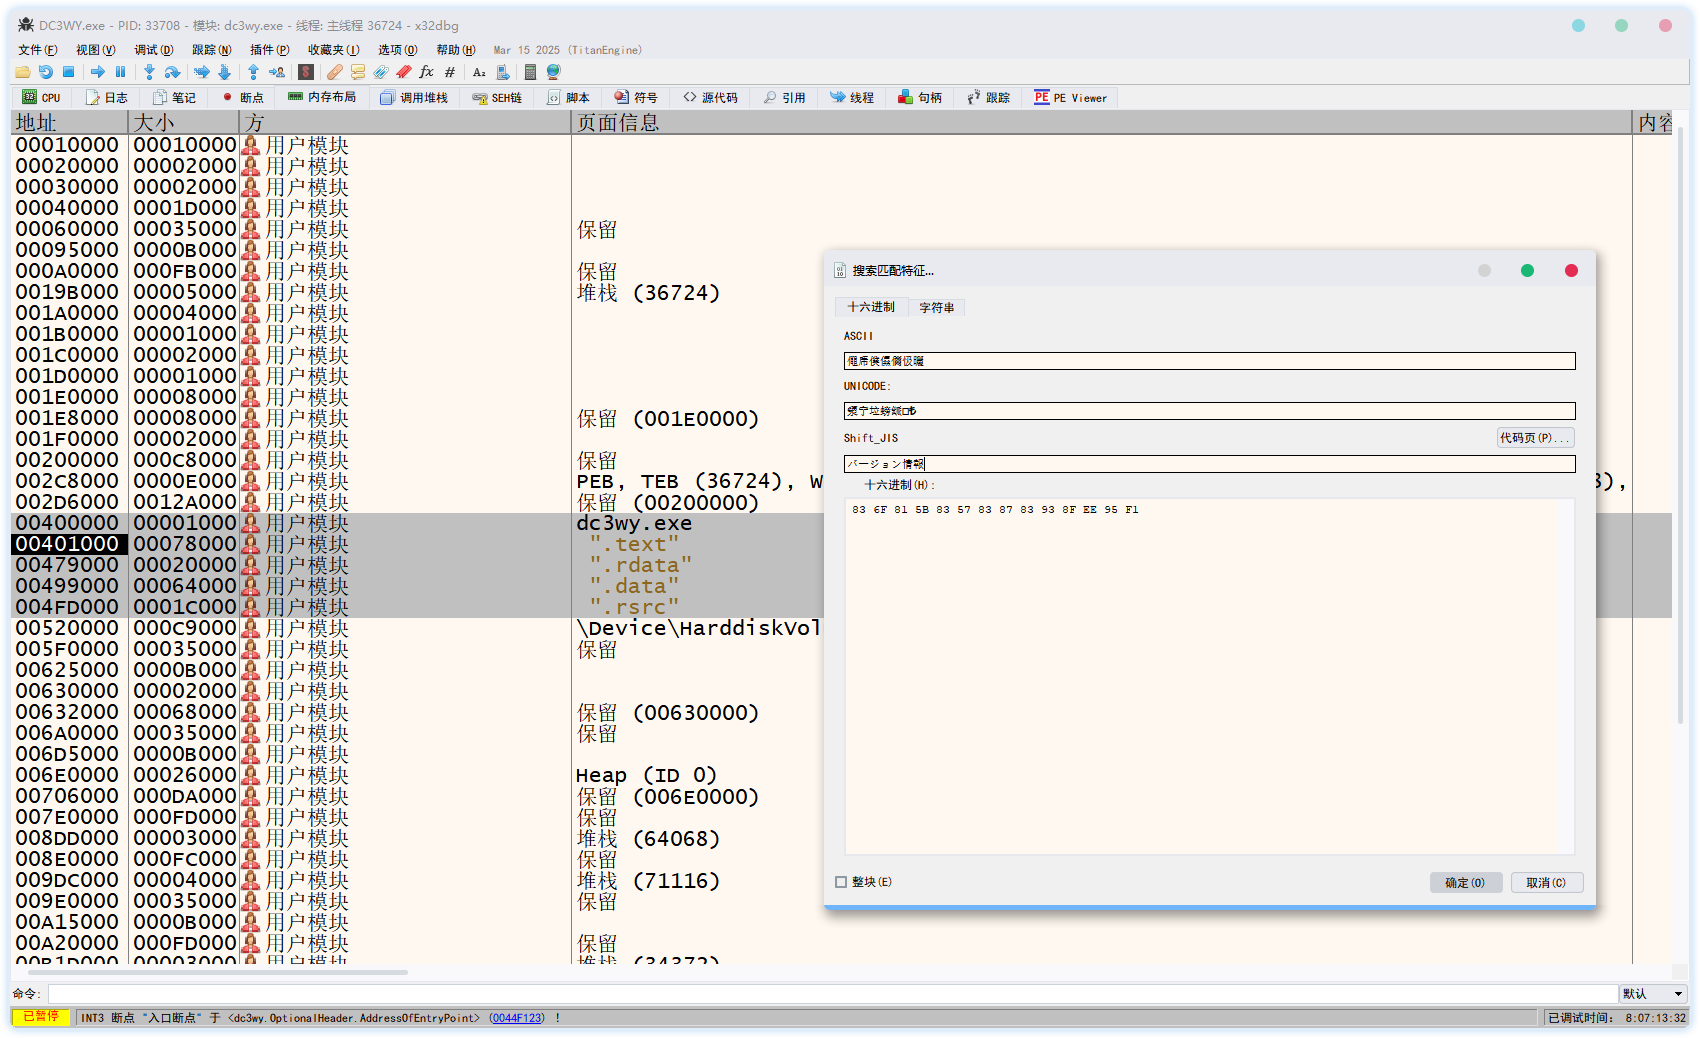 DC3WY.exe - PID: 33708 - 模块: dc3wy.exe - 线程: 主线程 36724 - x32dbg
文件(F) 视图(V) 调试(D) 跟踪(N) 插件(P) 收藏夹(I) 选项(O) 帮助(H) Mar 15 2025 (TitanEngine)
CPU 日志 笔记 断点 内存布局 调用堆栈 SEH链 脚本 符号 源代码 引用 线程 句柄 跟踪 PE Viewer
地址 大小 方 页面信息 内容
00010000 00010000 用户模块
00020000 00002000 用户模块
00030000 00002000 用户模块
00040000 0001D000 用户模块
00060000 00035000 用户模块 保留
00095000 0000B000 用户模块
000A0000 000FB000 用户模块 保留
0019B000 00005000 用户模块 堆栈 (36724)
001A0000 00004000 用户模块
001B0000 00001000 用户模块
001C0000 00002000 用户模块
001D0000 00001000 用户模块
001E0000 00008000 用户模块
001E8000 00008000 用户模块 保留 (001E0000)
001F0000 00002000 用户模块
00200000 000C8000 用户模块 保留
002C8000 0000E000 用户模块 PEB, TEB (36724), W
002D6000 0012A000 用户模块 保留 (00200000)
00400000 00001000 用户模块 dc3wy.exe
00401000 00078000 用户模块 ".text"
00479000 00020000 用户模块 ".rdata"
00499000 00064000 用户模块 ".data"
004FD000 0001C000 用户模块 ".rsrc"
00520000 000C9000 用户模块 \Device\HarddiskVol
005F0000 00035000 用户模块 保留
00625000 0000B000 用户模块
00630000 00002000 用户模块
00632000 00068000 用户模块 保留 (00630000)
006A0000 00035000 用户模块 保留
006D5000 0000B000 用户模块
006E0000 00026000 用户模块 Heap (ID 0)
00706000 000DA000 用户模块 保留 (006E0000)
007E0000 000FD000 用户模块 保留
008DD000 00003000 用户模块 堆栈 (64068)
008E0000 000FC000 用户模块 保留
009DC000 00004000 用户模块 堆栈 (71116)
009E0000 00035000 用户模块 保留
00A15000 0000B000 用户模块
00A20000 000FD000 用户模块 保留
00B1D000 00003000 用户模块 堆栈 (34372)
搜索匹配特征...
十六进制 字符串
ASCII
UNICODE:
Shift_JIS 代码页(P)...
バージョン情報
十六进制(H):
83 6F 81 5B 83 57 83 87 83 93 8F EE 95 F1
整块(E) 确定(O) 取消(C)
命令: 默认
已暂停 INT3 断点 "入口断点" 于 <dc3wy.OptionalHeader.AddressOfEntryPoint> (0044F123) ! 已调试时间: 8:07:13:32